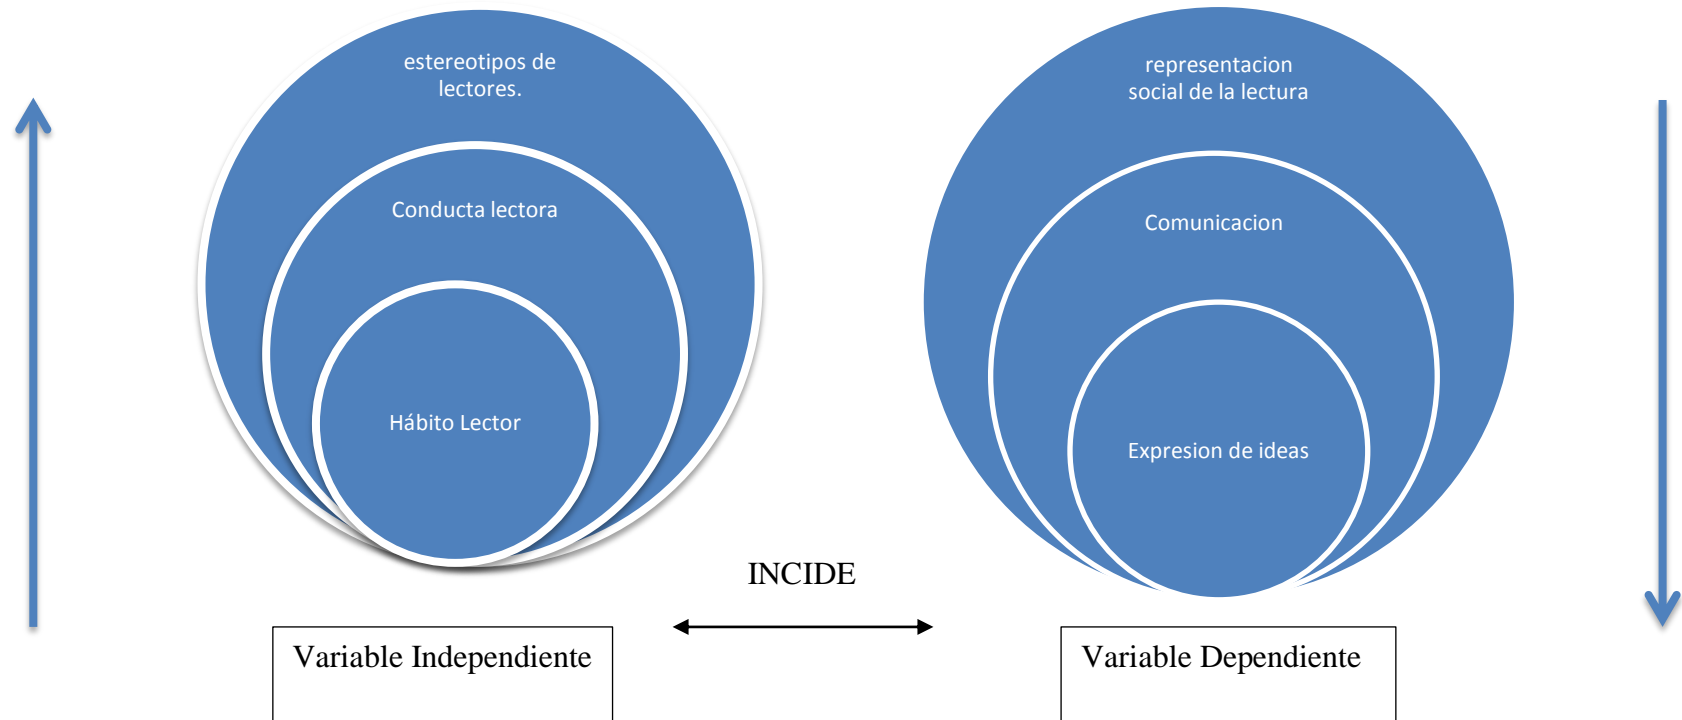 estereotipos de
lectores.
Conducta lectora
Hábito Lector
representacion
social de la lectura
Comunicacion
Expresion de ideas
INCIDE
Variable Independiente
Variable Dependiente